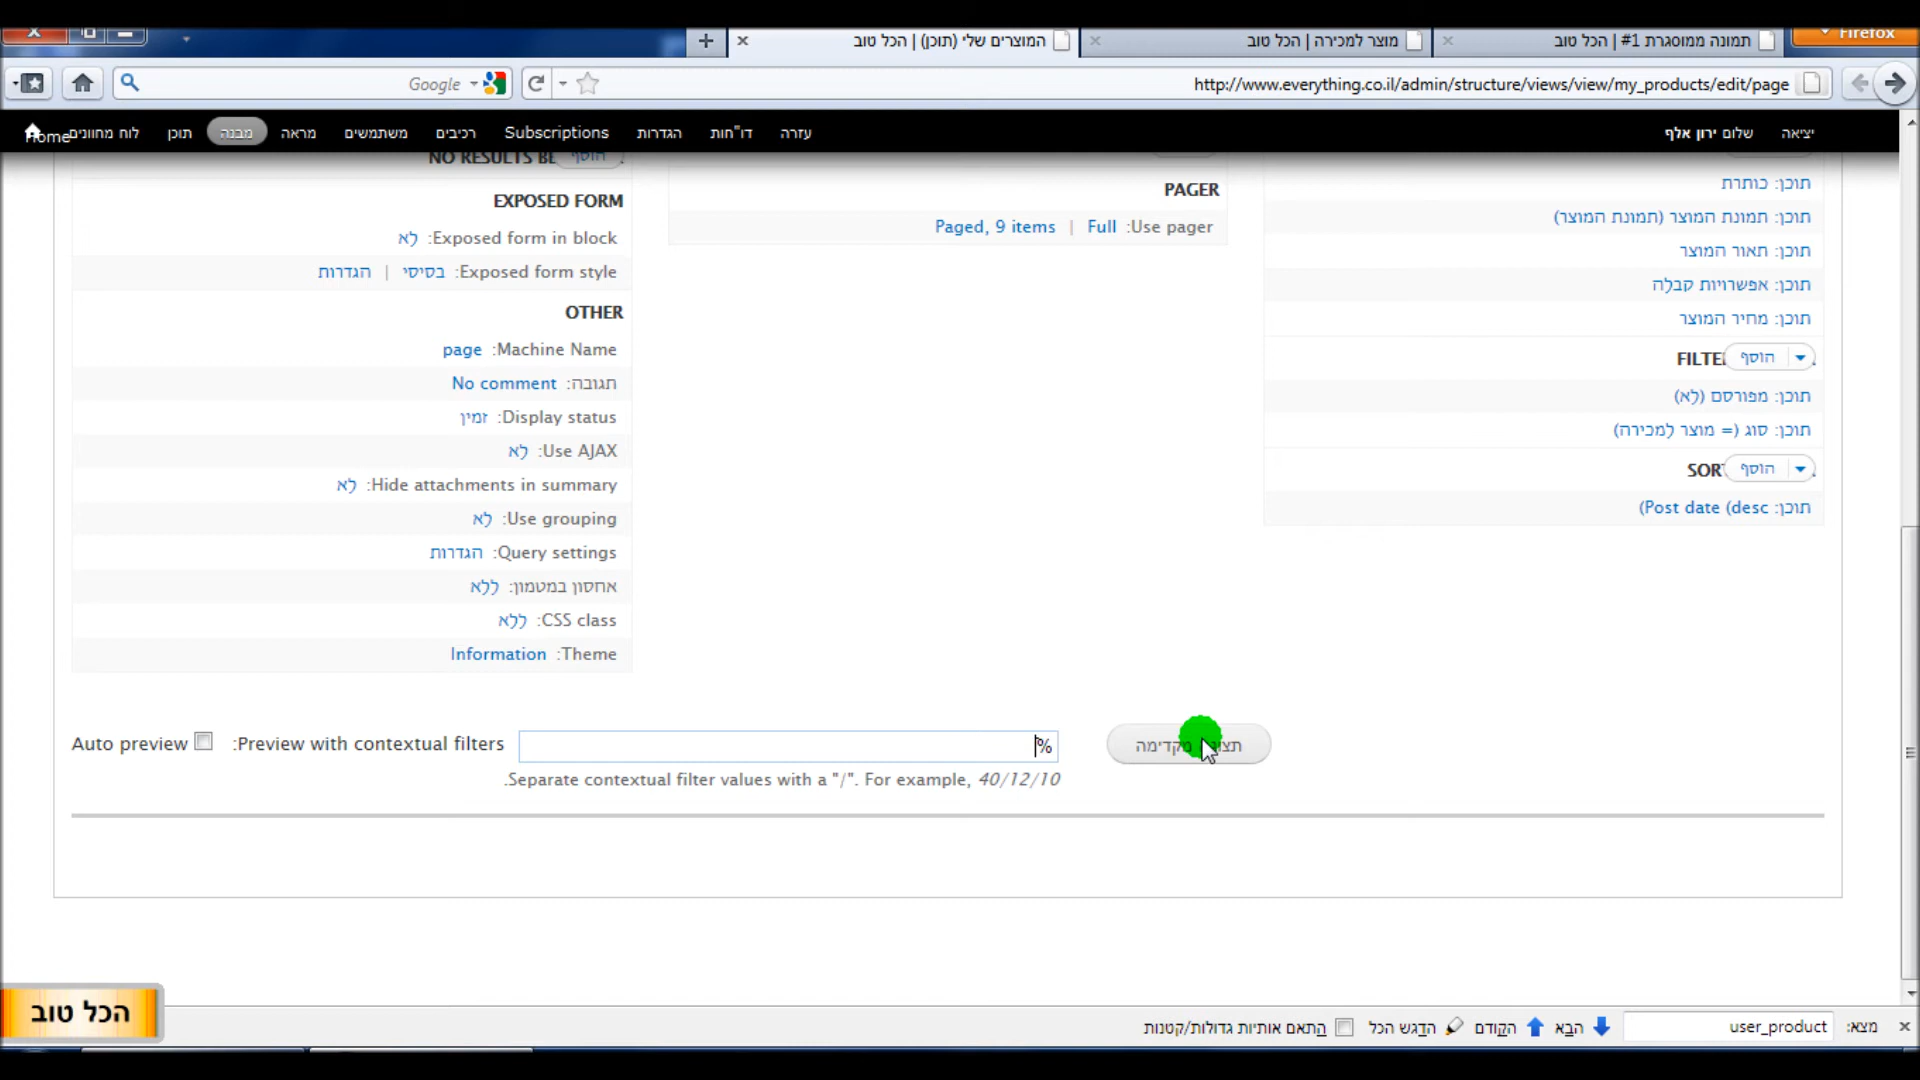 Firefox
תמונה ממוסגרת #1 | הכל טוב
מוצר למכירה | הכל טוב
המוצרים שלי (תוכן) | הכל טוב
http://www.everything.co.il/admin/structure/views/view/my_products/edit/page
Google
יציאה
שלום ירון אלף
Home
לוח מחוונים
תוכן
מבנה
מראה
משתמשים
רכיבים
Subscriptions
הגדרות
דו"חות
עזרה
תוכן: כותרת
תוכן: תמונת המוצר (תמונת המוצר)
תוכן: תאור המוצר
תוכן: אפשרויות קבלה
תוכן: מחיר המוצר
הוסף
תוכן: מפורסם (לא)
תוכן: סוג (= מוצר למכירה)
הוסף
תוכן: Post date (desc)
PAGER
Use pager: Full | Paged, 9 items
NO RESULTS BE
הוסף
EXPOSED FORM
Exposed form in block: לא
Exposed form style: בסיסי | הגדרות
OTHER
Machine Name: page
תגובה: No comment
Display status: זמין
Use AJAX: לא
Hide attachments in summary: לא
Use grouping: לא
Query settings: הגדרות
אחסון במטמון: ללא
CSS class: ללא
Theme: Information
Auto preview
Preview with contextual filters:
%
Separate contextual filter values with a "/". For example, 40/12/10.
הכל טוב
מצא:
user_product
הבא
הקודם
הדגש הכל
התאם אותיות גדולות/קטנות